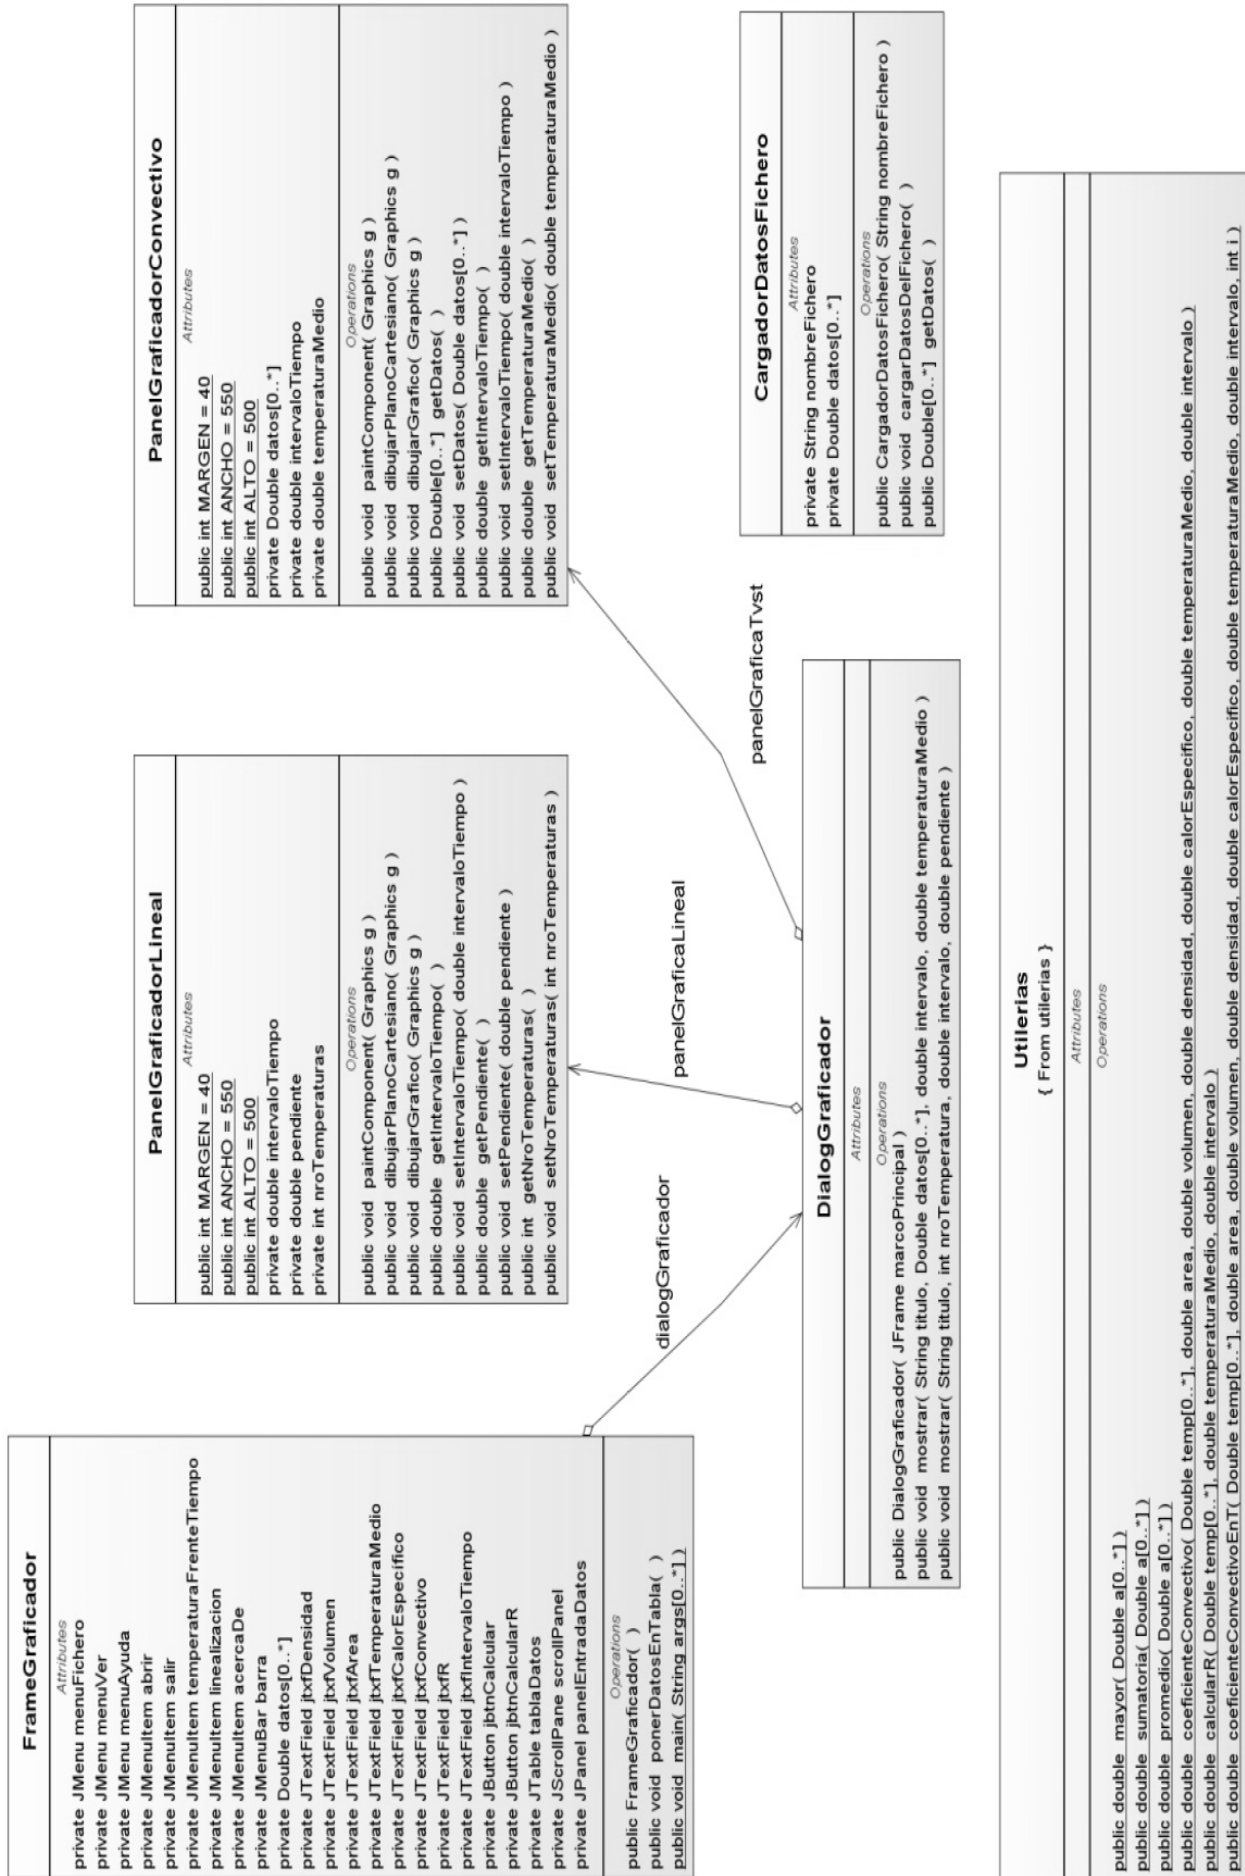 FrameGraficador
Attributes
private JMenu menuFichero
private JMenu menuVer
private JMenu menuAyuda
private JMenuItem abrir
private JMenuItem salir
private JMenuItem temperaturaFrenteTiempo
private JMenuItem linealizacion
private JMenuItem acercaDe
private JMenuBar barra
private Double datos[0..*]
private JTextField jtxfDensidad
private JTextField jtxfVolumen
private JTextField jtxfArea
private JTextField jtxfTemperaturaMedio
private JTextField jtxfCalorEspecífico
private JTextField jtxfConvectivo
private JTextField jtxfR
private JTextField jtxfIntervaloTiempo
private JButton jbtnCalcular
private JButton jbtnCalcularR
private JTable tablaDatos
private JScrollPane scrollPanel
private JPanel panelEntradaDatos
Operations
public FrameGraficador( )
public void ponerDatosEnTabla( )
public void main( String args[0..*] )
PanelGraficadorLineal
Attributes
public int MARGEN = 40
public int ANCHO = 550
public int ALTO = 500
private double intervaloTiempo
private double pendiente
private int nroTemperaturas
Operations
public void paintComponent( Graphics g )
public void dibujarPlanoCartesiano( Graphics g )
public void dibujarGrafico( Graphics g )
public double getIntervaloTiempo( )
public void setIntervaloTiempo( double intervaloTiempo )
public double getPendiente( )
public void setPendiente( double pendiente )
public int getNroTemperaturas( )
public void setNroTemperaturas( int nroTemperaturas )
PanelGraficadorConvectivo
Attributes
public int MARGEN = 40
public int ANCHO = 550
public int ALTO = 500
private Double datos[0..*]
private double intervaloTiempo
private double temperaturaMedio
Operations
public void paintComponent( Graphics g )
public void dibujarPlanoCartesiano( Graphics g )
public void dibujarGrafico( Graphics g )
public Double[0..*] getDatos( )
public void setDatos( Double datos[0..*] )
public double getIntervaloTiempo( )
public void setIntervaloTiempo( double intervaloTiempo )
public double getTemperaturaMedio( )
public void setTemperaturaMedio( double temperaturaMedio )
dialogGraficador
panelGraficaLineal
panelGraficaTvst
DialogGraficador
Attributes
Operations
public DialogGraficador( JFrame marcoPrincipal )
public void mostrar( String titulo, Double datos[0..*], double intervalo, double temperaturaMedio )
public void mostrar( String titulo, int nroTemperatura, double intervalo, double pendiente )
CargadorDatosFichero
Attributes
private String nombreFichero
private Double datos[0..*]
Operations
public CargadorDatosFichero( String nombreFichero )
public void cargarDatosDelFichero( )
public Double[0..*] getDatos( )
Utilerias
{ From utilerias }
Attributes
Operations
public double mayor( Double a[0..*] )
public double sumatoria( Double a[0..*] )
public double promedio( Double a[0..*] )
public double coeficienteConvectivo( Double temp[0..*], double area, double volumen, double densidad, double calorEspecifico, double temperaturaMedio, double intervalo )
public double calcularR( Double temp[0..*], double temperaturaMedio, double intervalo )
public double coeficienteConvectivoEnT( Double temp[0..*], double area, double volumen, double densidad, double calorEspecifico, double temperaturaMedio, double intervalo, int i )